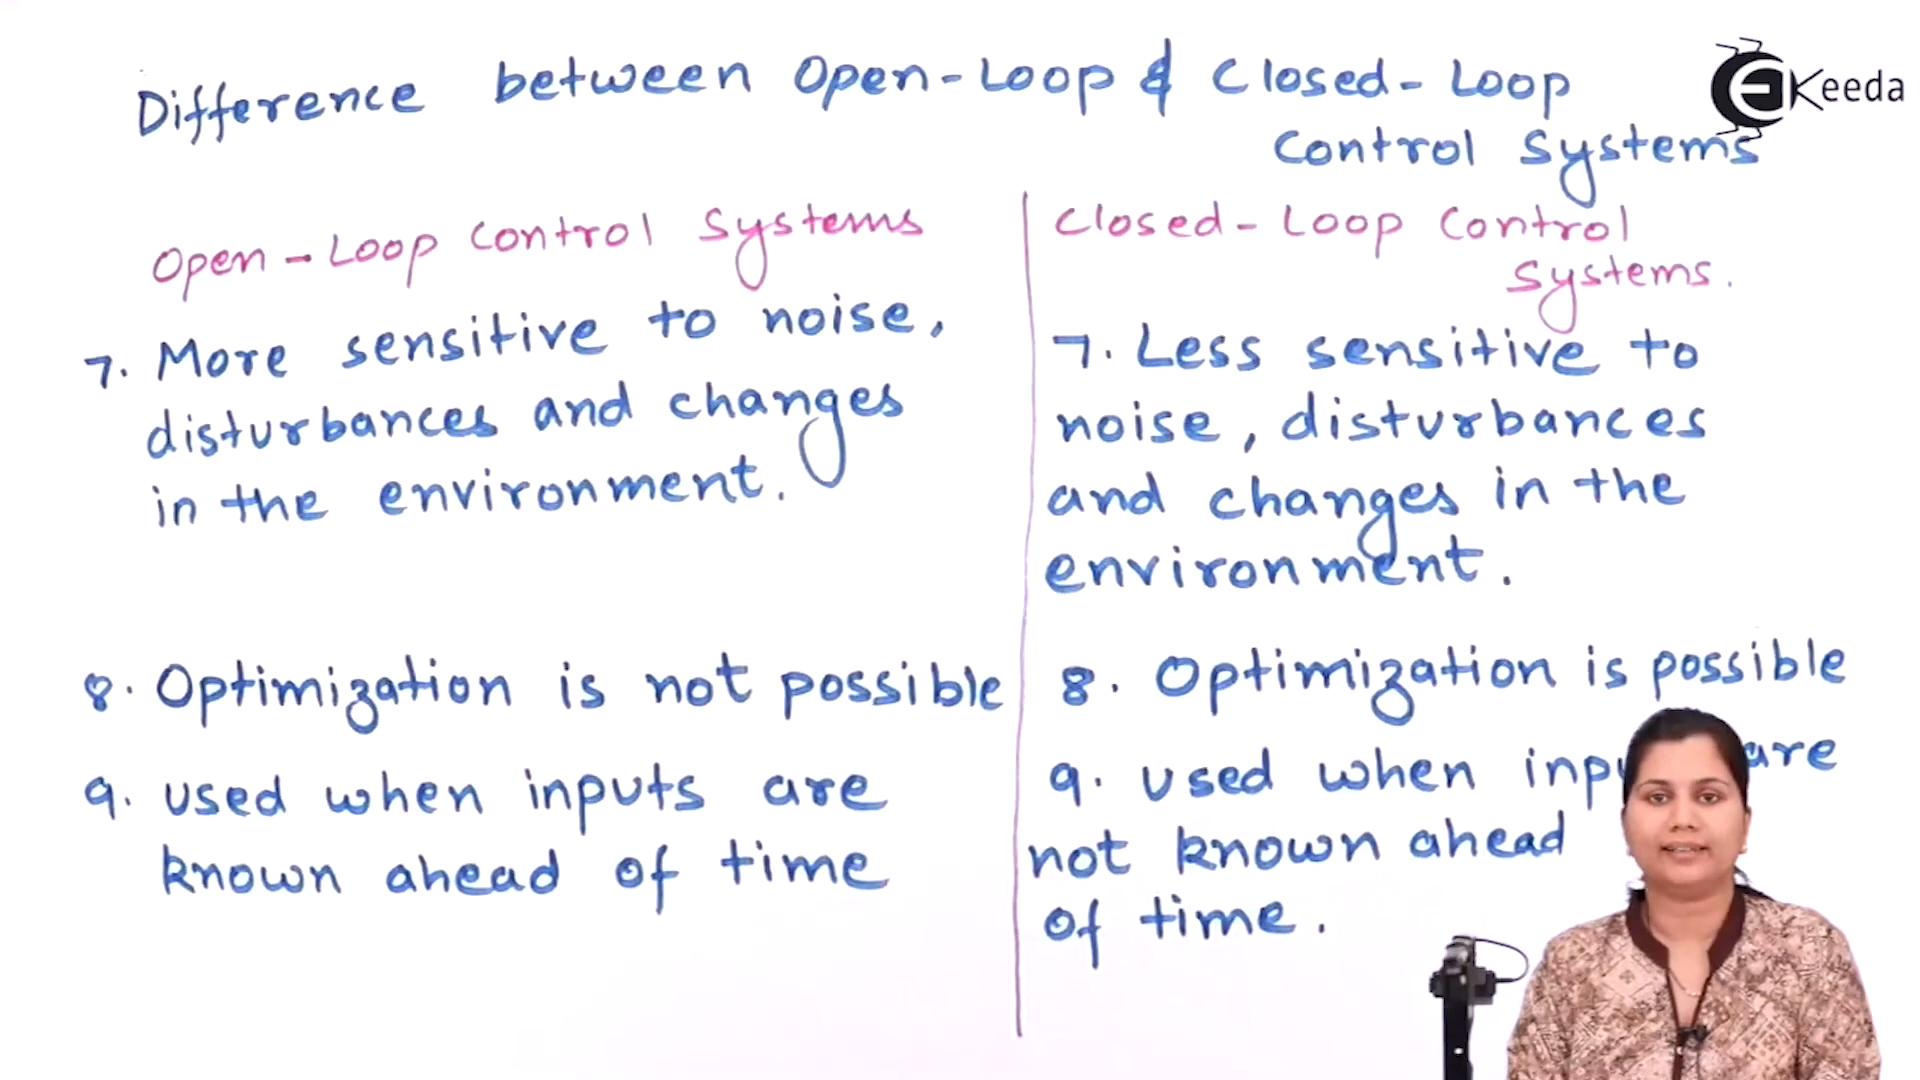 Difference between Open-Loop & Closed-Loop
Control Systems
EKeeda
Open-Loop Control Systems
7. More sensitive to noise,
disturbances and changes
in the environment.
8. Optimization is not possible
9. used when inputs are
known ahead of time
Closed-Loop Control
Systems.
7. Less sensitive to
noise, disturbances
and changes in the
environment.
8. Optimization is possible
9. used when are
not known ahead
of time.